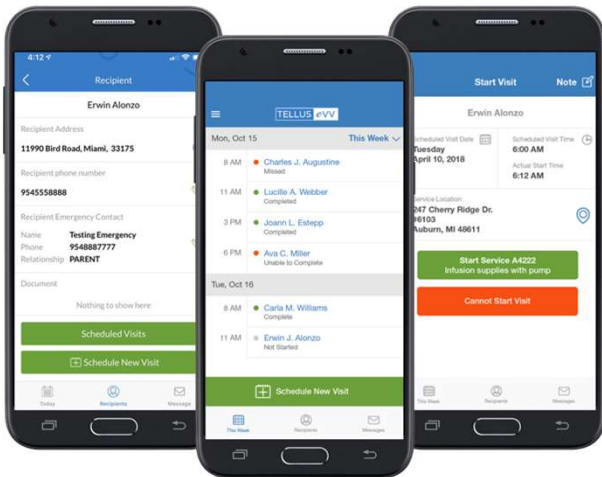 4:12
Recipient
Erwin Alonzo
Recipient Address
11990 Bird Road, Miami, 33175
Recipient phone number
9545558888
Recipient Emergency Contact
Name Testing Emergency
Phone 9548887777
Relationship PARENT
Document
Nothing to show here
Scheduled Visits
Schedule New Visit
Today Recipients Message
TELLUS eVV
Mon, Oct 15 This Week
8 AM Charles J. Augustine
Missed
11 AM Lucille A. Webber
Completed
3 PM Joann L. Estepp
Completed
6 PM Ava C. Miller
Unable to Complete
Tue, Oct 16
8 AM Carla M. Williams
Complete
11 AM Erwin J. Alonzo
Not Started
Schedule New Visit
This Week Recipients Messages
Start Visit Note
Erwin Alonzo
Scheduled Visit Date
Tuesday
April 10, 2018
Scheduled Visit Time
6:00 AM
Actual Start Time
6:12 AM
Service Location
247 Cherry Ridge Dr.
#6103
Auburn, MI 48611
Start Service A4222
Infusion supplies with pump
Cannot Start Visit
This Week Recipients Messages